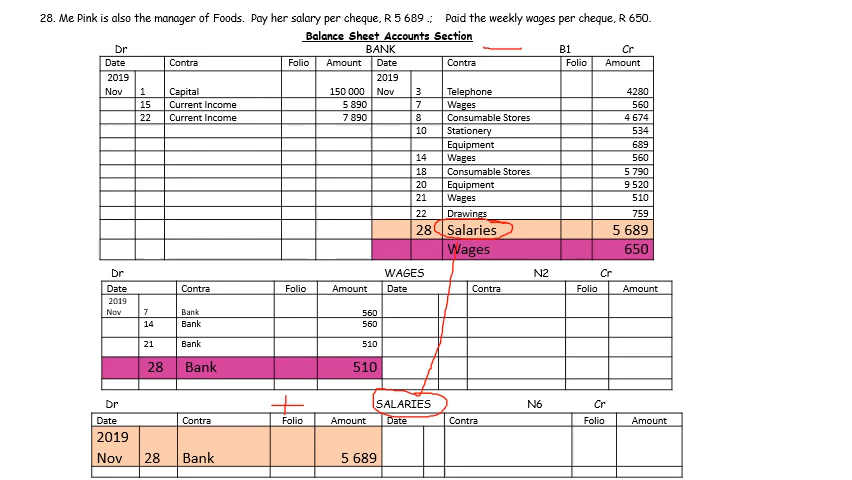 28. Me Pink is also the manager of Foods. Pay her salary per cheque, R 5 689 .; Paid the weekly wages per cheque, R 650.
Balance Sheet Accounts Section
Dr BANK B1 Cr
Date Contra Folio Amount Date Contra Folio Amount
2019 2019
Nov 1 Capital 150 000 Nov 3 Telephone 4280
15 Current Income 5 890 7 Wages 560
22 Current Income 7 890 8 Consumable Stores 4 674
10 Stationery 534
Equipment 689
14 Wages 560
18 Consumable Stores 5 790
20 Equipment 9 520
21 Wages 510
22 Drawings 759
28 Salaries 5 689
Wages 650
Dr WAGES N2 Cr
Date Contra Folio Amount Date Contra Folio Amount
2019
Nov 7 Bank 560
14 Bank 560
21 Bank 510
28 Bank 510
Dr + SALARIES N6 Cr
Date Contra Folio Amount Date Contra Folio Amount
2019
Nov 28 Bank 5 689